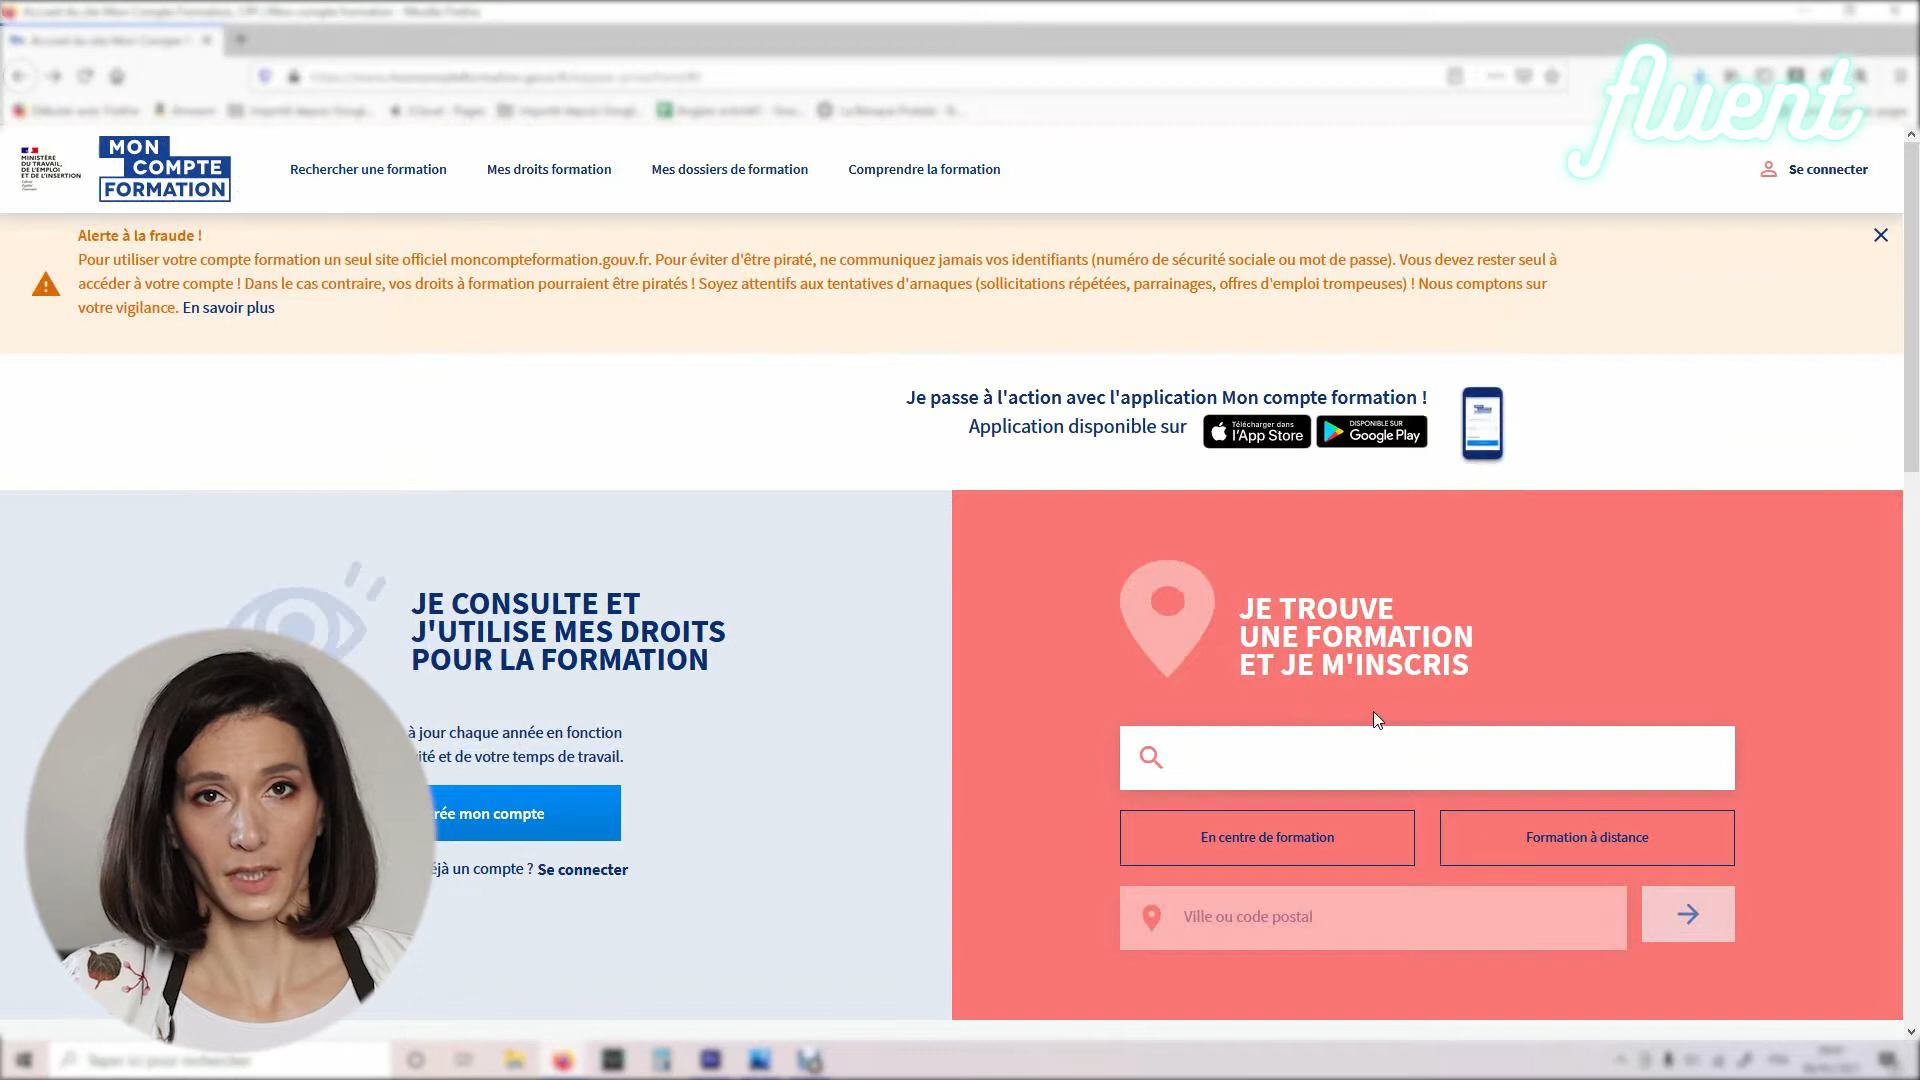 fluent
MINISTÈRE
DU TRAVAIL,
DE L'EMPLOI
ET DE L'INSERTION
MON
COMPTE
FORMATION
Rechercher une formation
Mes droits formation
Mes dossiers de formation
Comprendre la formation
Se connecter
Alerte à la fraude !
Pour utiliser votre compte formation un seul site officiel moncompteformation.gouv.fr. Pour éviter d'être piraté, ne communiquez jamais vos identifiants (numéro de sécurité sociale ou mot de passe). Vous devez rester seul à
accéder à votre compte ! Dans le cas contraire, vos droits à formation pourraient être piratés ! Soyez attentifs aux tentatives d'arnaques (sollicitations répétées, parrainages, offres d'emploi trompeuses) ! Nous comptons sur
votre vigilance. En savoir plus
Je passe à l'action avec l'application Mon compte formation !
Application disponible sur
Télécharger dans
l'App Store
DISPONIBLE SUR
Google Play
JE CONSULTE ET
J'UTILISE MES DROITS
POUR LA FORMATION
à jour chaque année en fonction
ité et de votre temps de travail.
rée mon compte
éjà un compte ? Se connecter
JE TROUVE
UNE FORMATION
ET JE M'INSCRIS
En centre de formation
Formation à distance
Ville ou code postal
Taper ici pour rechercher